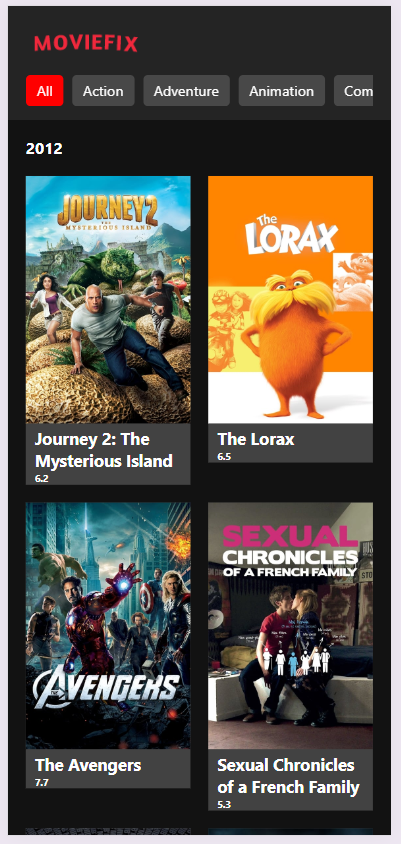 MOVIEFIX
All Action Adventure Animation Com
2012
JOURNEY2
THE
MYSTERIOUS ISLAND
The
LORAX
Journey 2: The
Mysterious Island
6.2
The Lorax
6.5
AVENGERS
SEXUAL
CHRONICLES
OF A FRENCH FAMILY
The Avengers
7.7
Sexual Chronicles
of a French Family
5.3